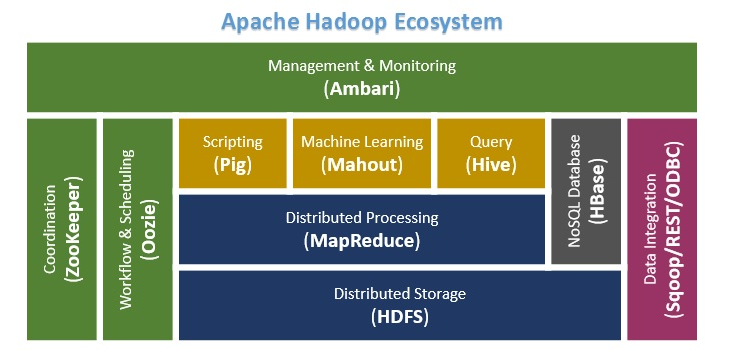 Apache Hadoop Ecosystem
Management & Monitoring
(Ambari)
Coordination
(ZooKeeper)
Workflow & Scheduling
(Oozie)
Scripting
(Pig)
Machine Learning
(Mahout)
Query
(Hive)
NoSQL Database
(HBase)
Data Integration
(Sqoop/REST/ODBC)
Distributed Processing
(MapReduce)
Distributed Storage
(HDFS)